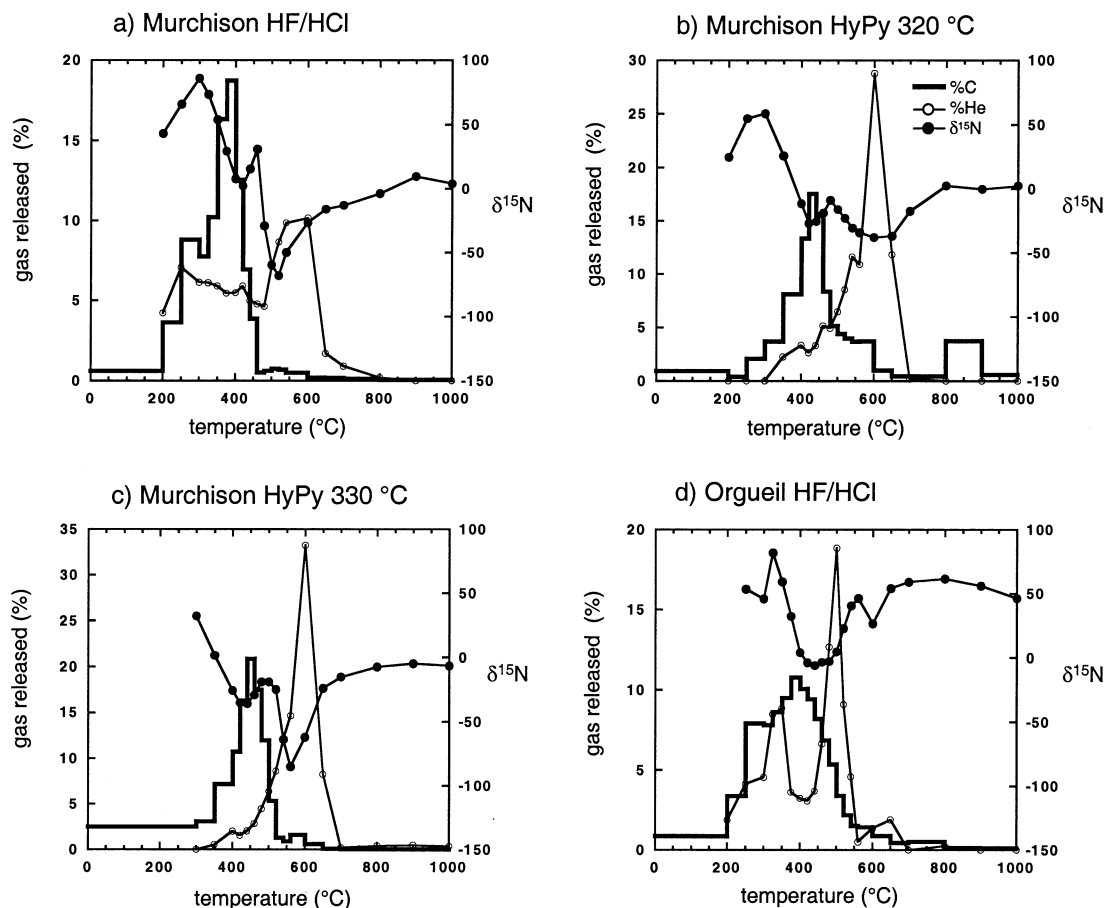 a) Murchison HF/HCl
20
15
10
5
0
100
50
0
-50
-100
-150
0 200 400 600 800 1000
gas released (%)
δ15N
temperature (°C)
b) Murchison HyPy 320 °C
30
25
20
15
10
5
0
%C
%He
δ15N
100
50
0
-50
-100
-150
0 200 400 600 800 1000
gas released (%)
δ15N
temperature (°C)
c) Murchison HyPy 330 °C
35
30
25
20
15
10
5
0
100
50
0
-50
-100
-150
0 200 400 600 800 1000
gas released (%)
δ15N
temperature (°C)
d) Orgueil HF/HCl
20
15
10
5
0
100
50
0
-50
-100
-150
0 200 400 600 800 1000
gas released (%)
δ15N
temperature (°C)